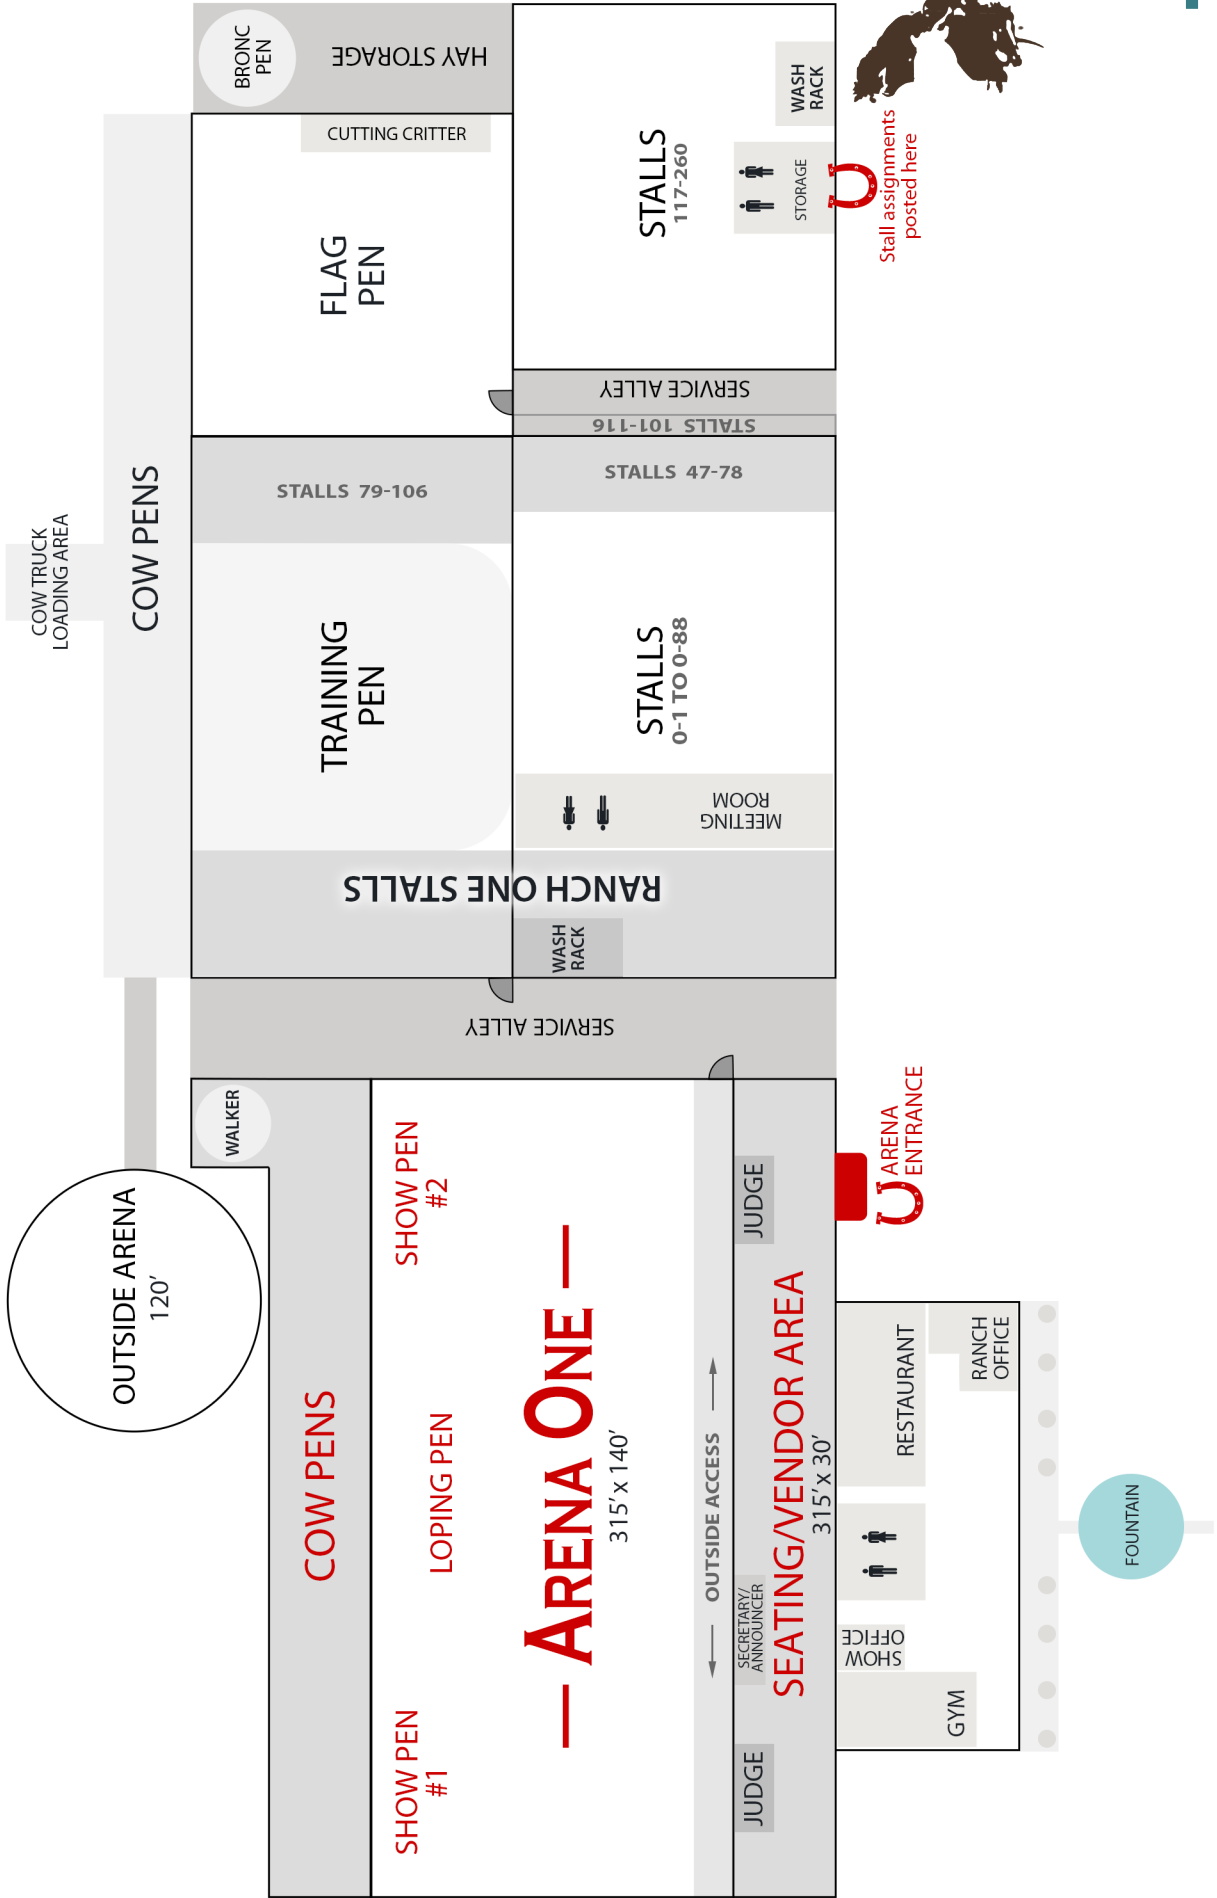 BRONC
PEN
HAY STORAGE
CUTTING CRITTER
WASH
RACK
STALLS
117-260
STORAGE
Stall assignments
posted here
FLAG
PEN
SERVICE ALLEY
STALLS 101-116
COW TRUCK
LOADING AREA
COW PENS
STALLS 79-106
STALLS 47-78
TRAINING
PEN
STALLS
0-1 TO 0-88
MEETING
ROOM
RANCH ONE STALLS
WASH
RACK
SERVICE ALLEY
WALKER
OUTSIDE ARENA
120’
COW PENS
SHOW PEN
#2
LOPING PEN
SHOW PEN
#1
— ARENA ONE —
315’ x 140’
OUTSIDE ACCESS
JUDGE
SECRETARY/
ANNOUNCER
JUDGE
SEATING/VENDOR AREA
315’ x 30’
ARENA
ENTRANCE
RESTAURANT
RANCH
OFFICE
SHOW
OFFICE
GYM
FOUNTAIN